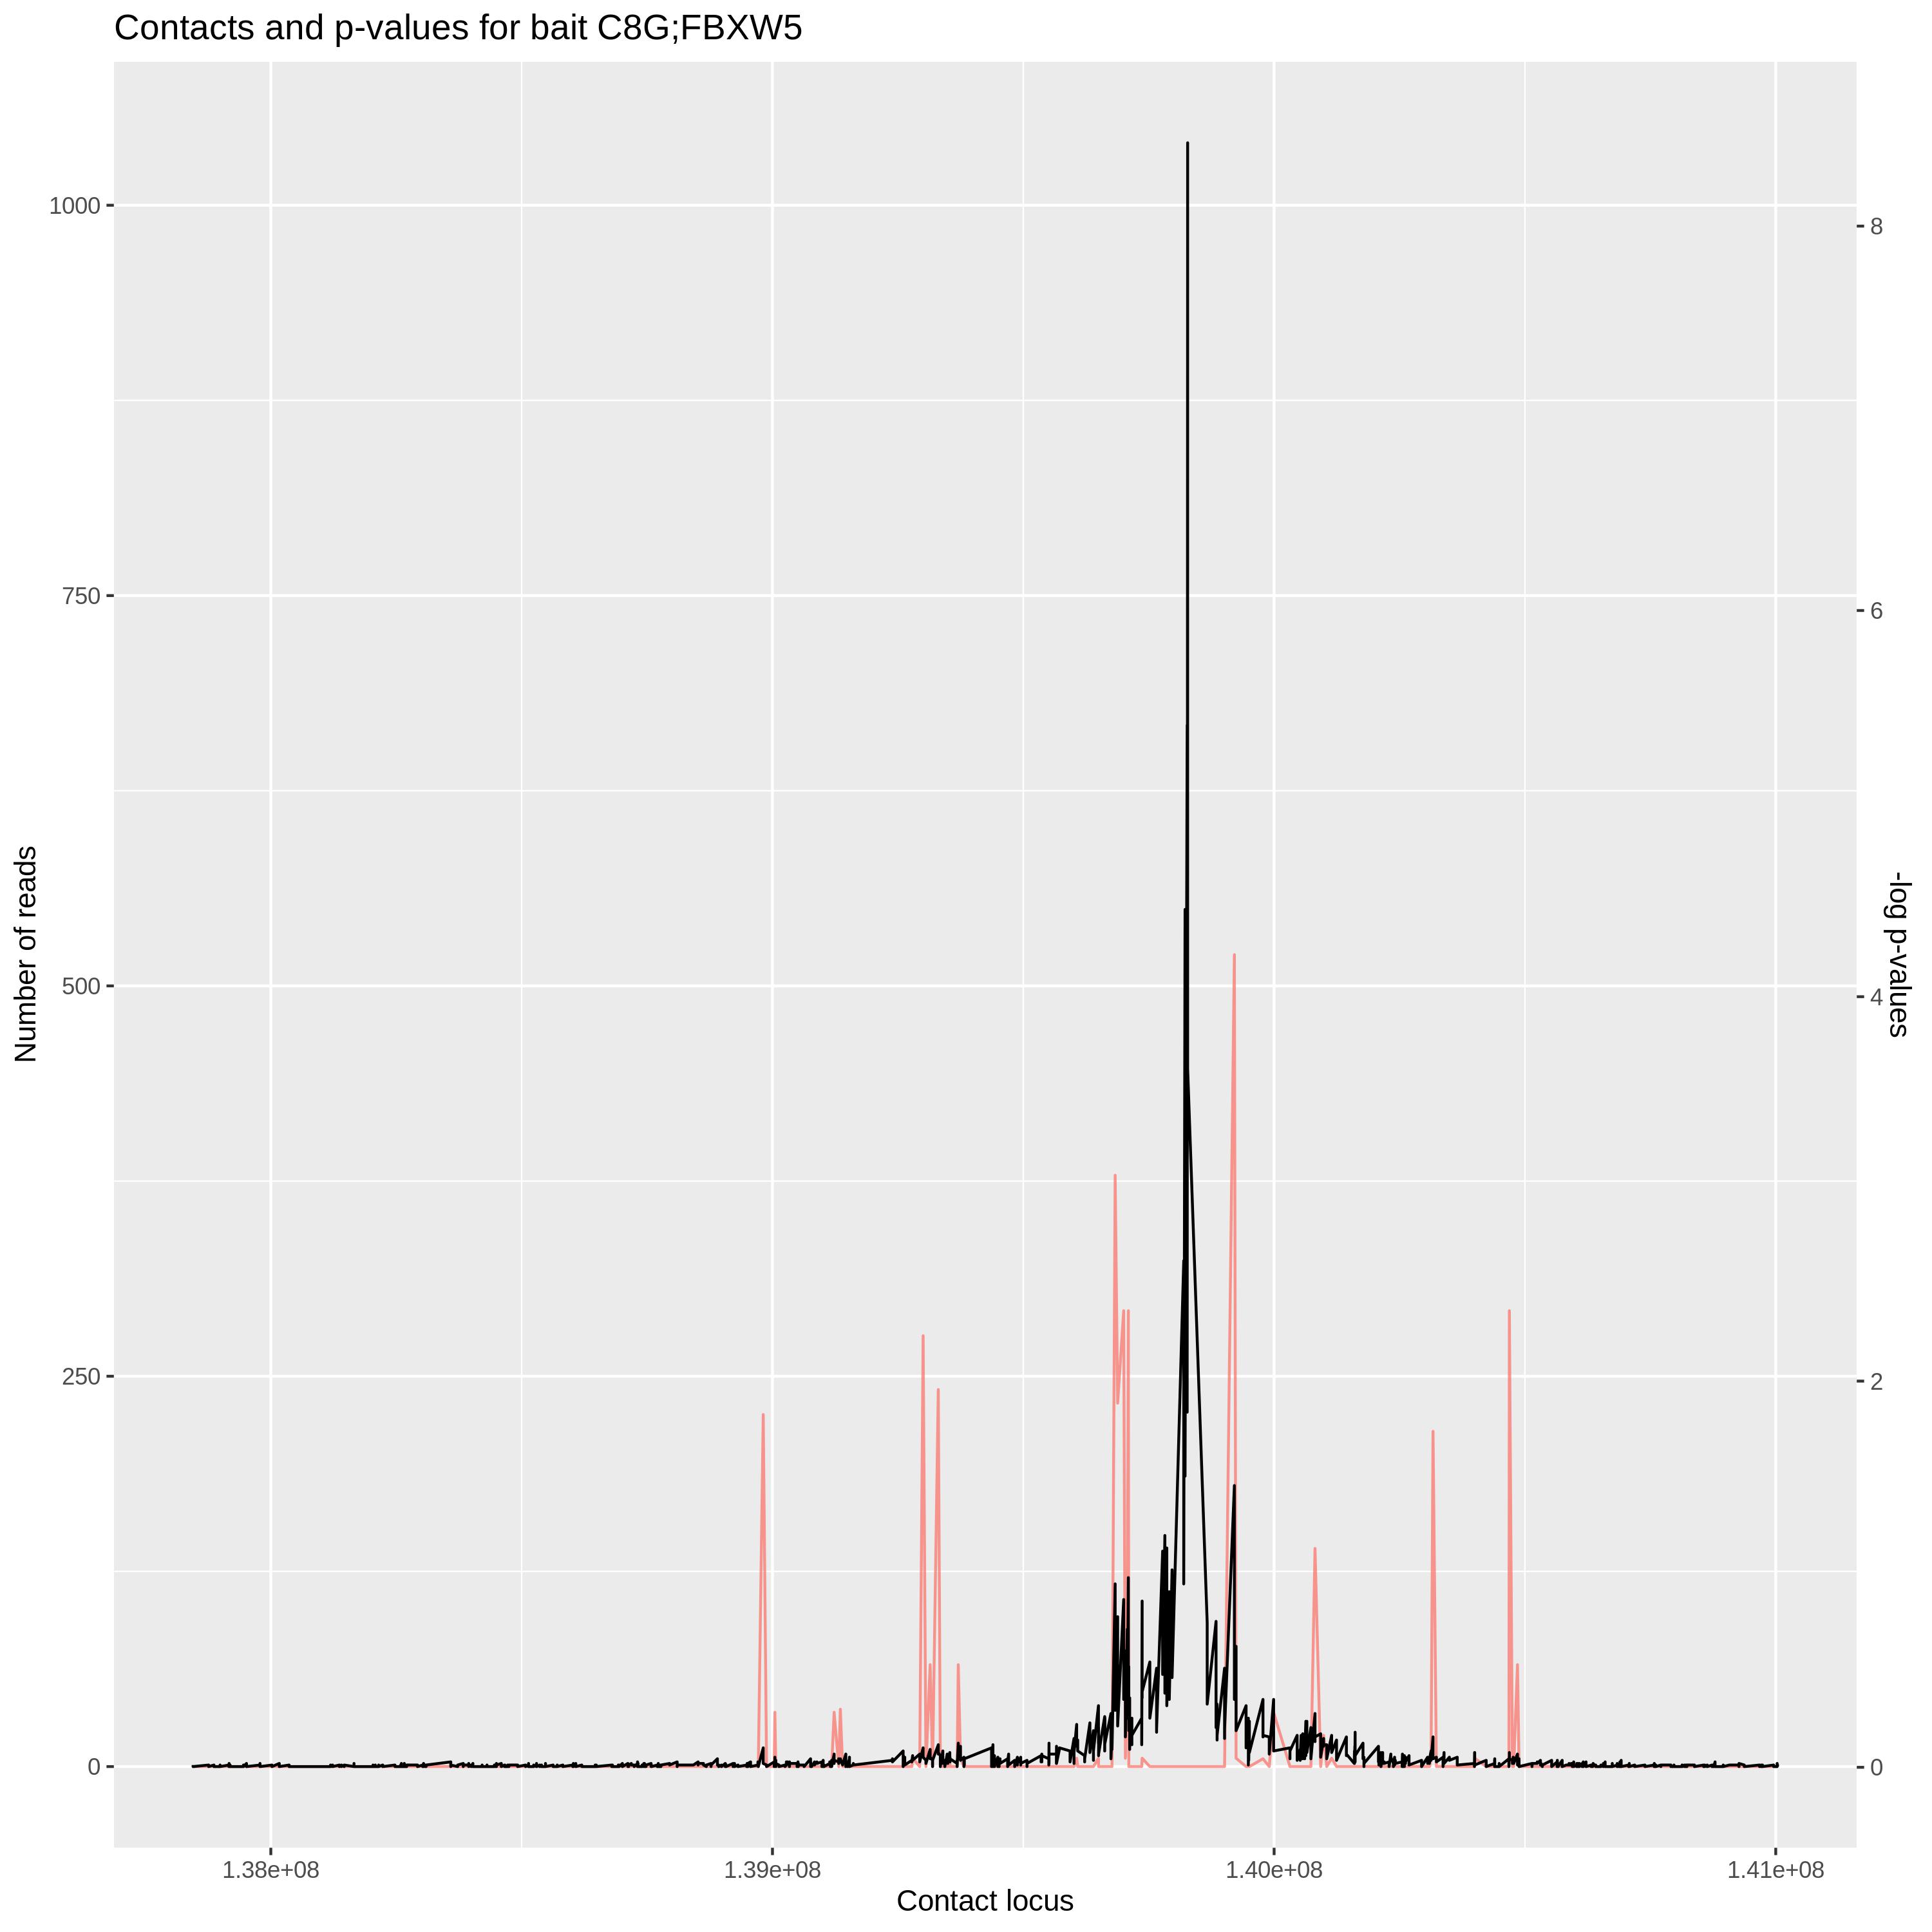 Contacts and p-values for bait C8G;FBXW5
1000
750
500
250
0
Number of reads
8
6
4
2
0
-log p-values
1.38e+08
1.39e+08
1.40e+08
1.41e+08
Contact locus